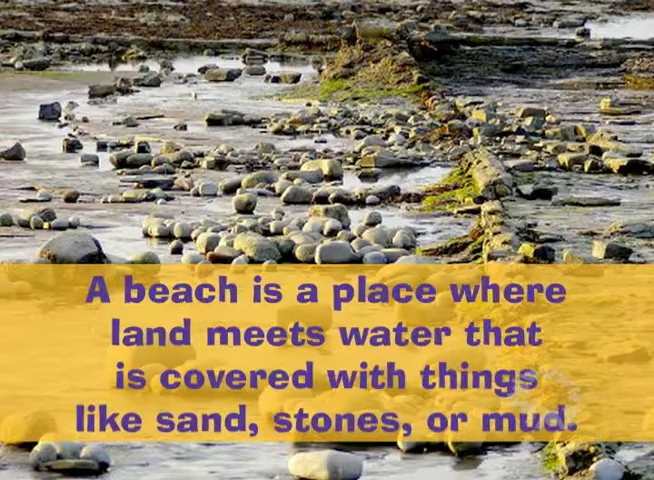 A beach is a place where
land meets water that
is covered with things
like sand, stones, or mud.